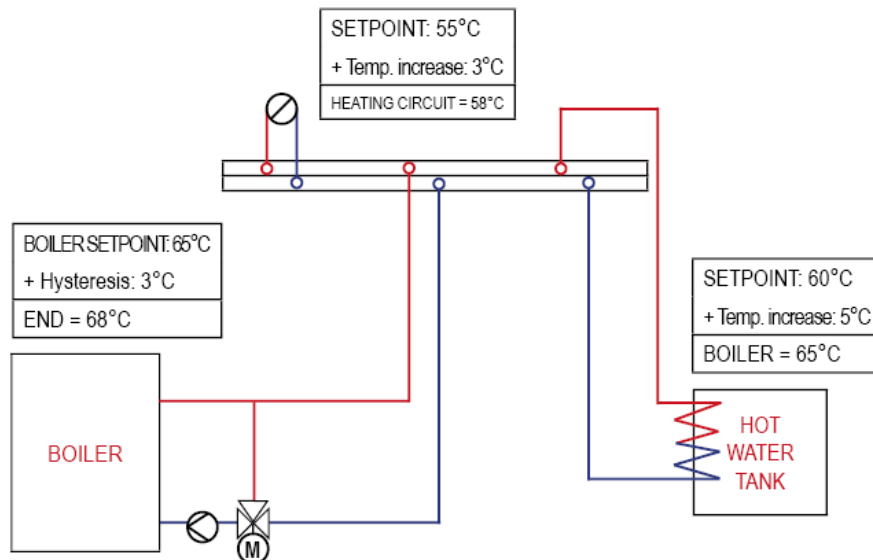 SETPOINT: 55°C
+ Temp. increase: 3°C
HEATING CIRCUIT = 58°C
BOILER SETPOINT: 65°C
+ Hysteresis: 3°C
END = 68°C
SETPOINT: 60°C
+ Temp. increase: 5°C
BOILER = 65°C
BOILER
HOT
WATER
TANK
M